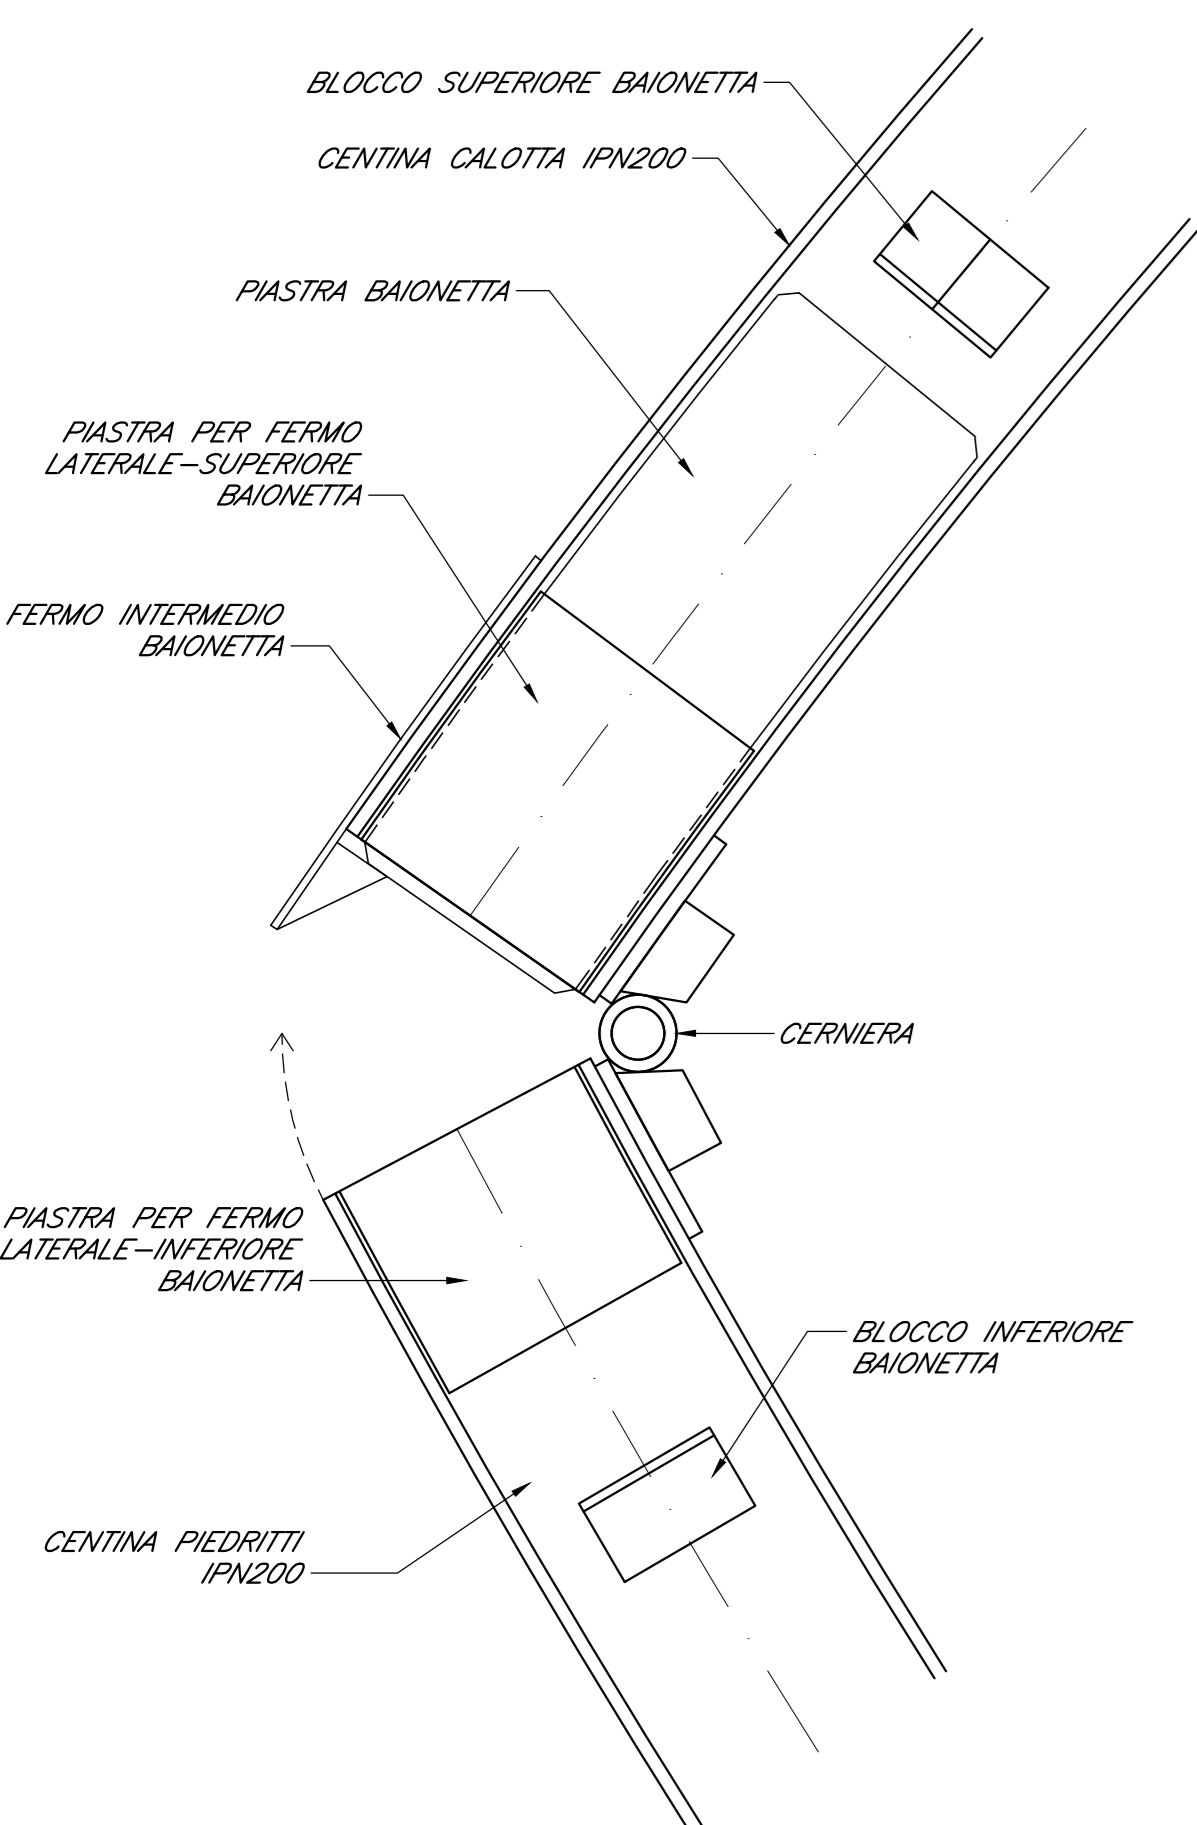 BLOCCO SUPERIORE BAIONETTA
CENTINA CALOTTA IPN200
PIASTRA BAIONETTA
PIASTRA PER FERMO
LATERALE-SUPERIORE
BAIONETTA
FERMO INTERMEDIO
BAIONETTA
CERNIERA
PIASTRA PER FERMO
LATERALE-INFERIORE
BAIONETTA
BLOCCO INFERIORE
BAIONETTA
CENTINA PIEDRITTI
IPN200